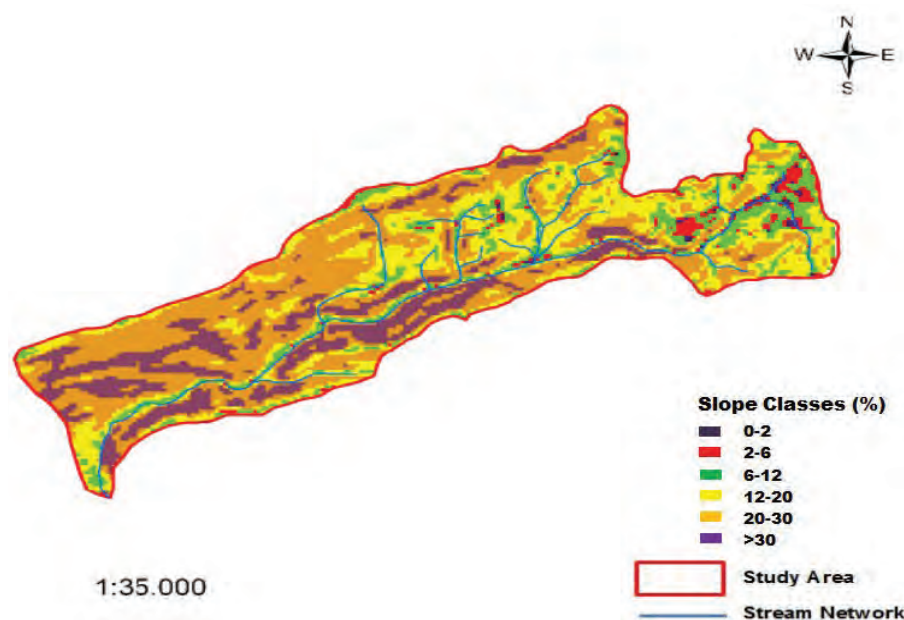 N
W E
S
Slope Classes (%)
0-2
2-6
6-12
12-20
20-30
>30
1:35.000
Study Area
Stream Network